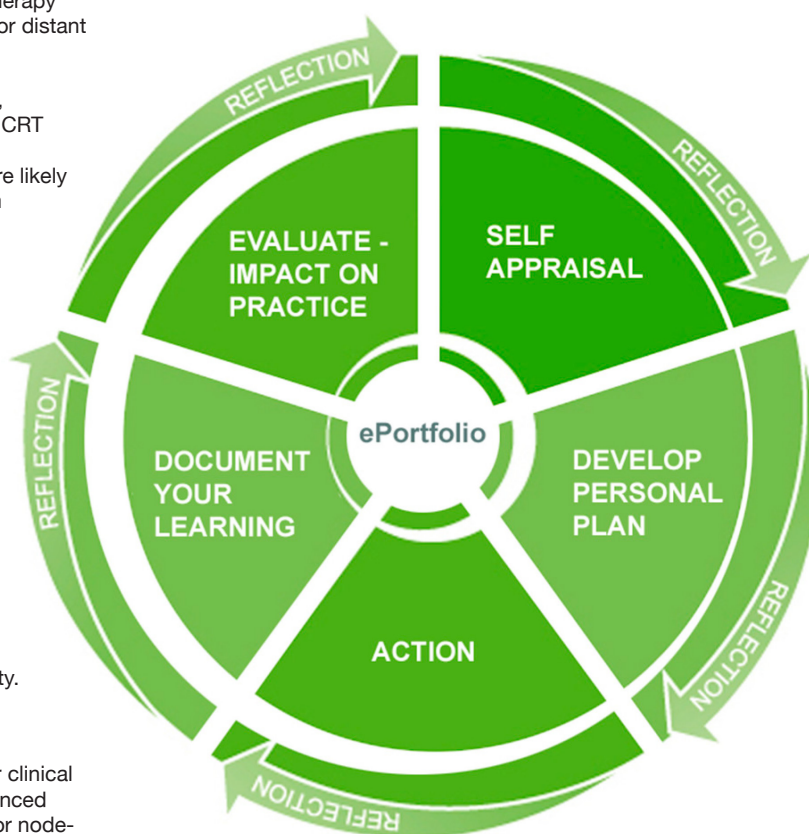 herapy
or distant
CRT
re likely
ty.
r clinical
nced
or node-
REFLECTION
REFLECTION
REFLECTION
REFLECTION
REFLECTION
EVALUATE -
IMPACT ON
PRACTICE
SELF
APPRAISAL
ePortfolio
DOCUMENT
YOUR
LEARNING
DEVELOP
PERSONAL
PLAN
ACTION